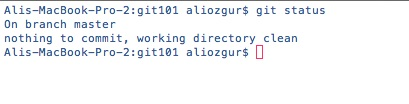 Alis-MacBook-Pro-2:git101 aliozgur$ git status
On branch master
nothing to commit, working directory clean
Alis-MacBook-Pro-2:git101 aliozgur$